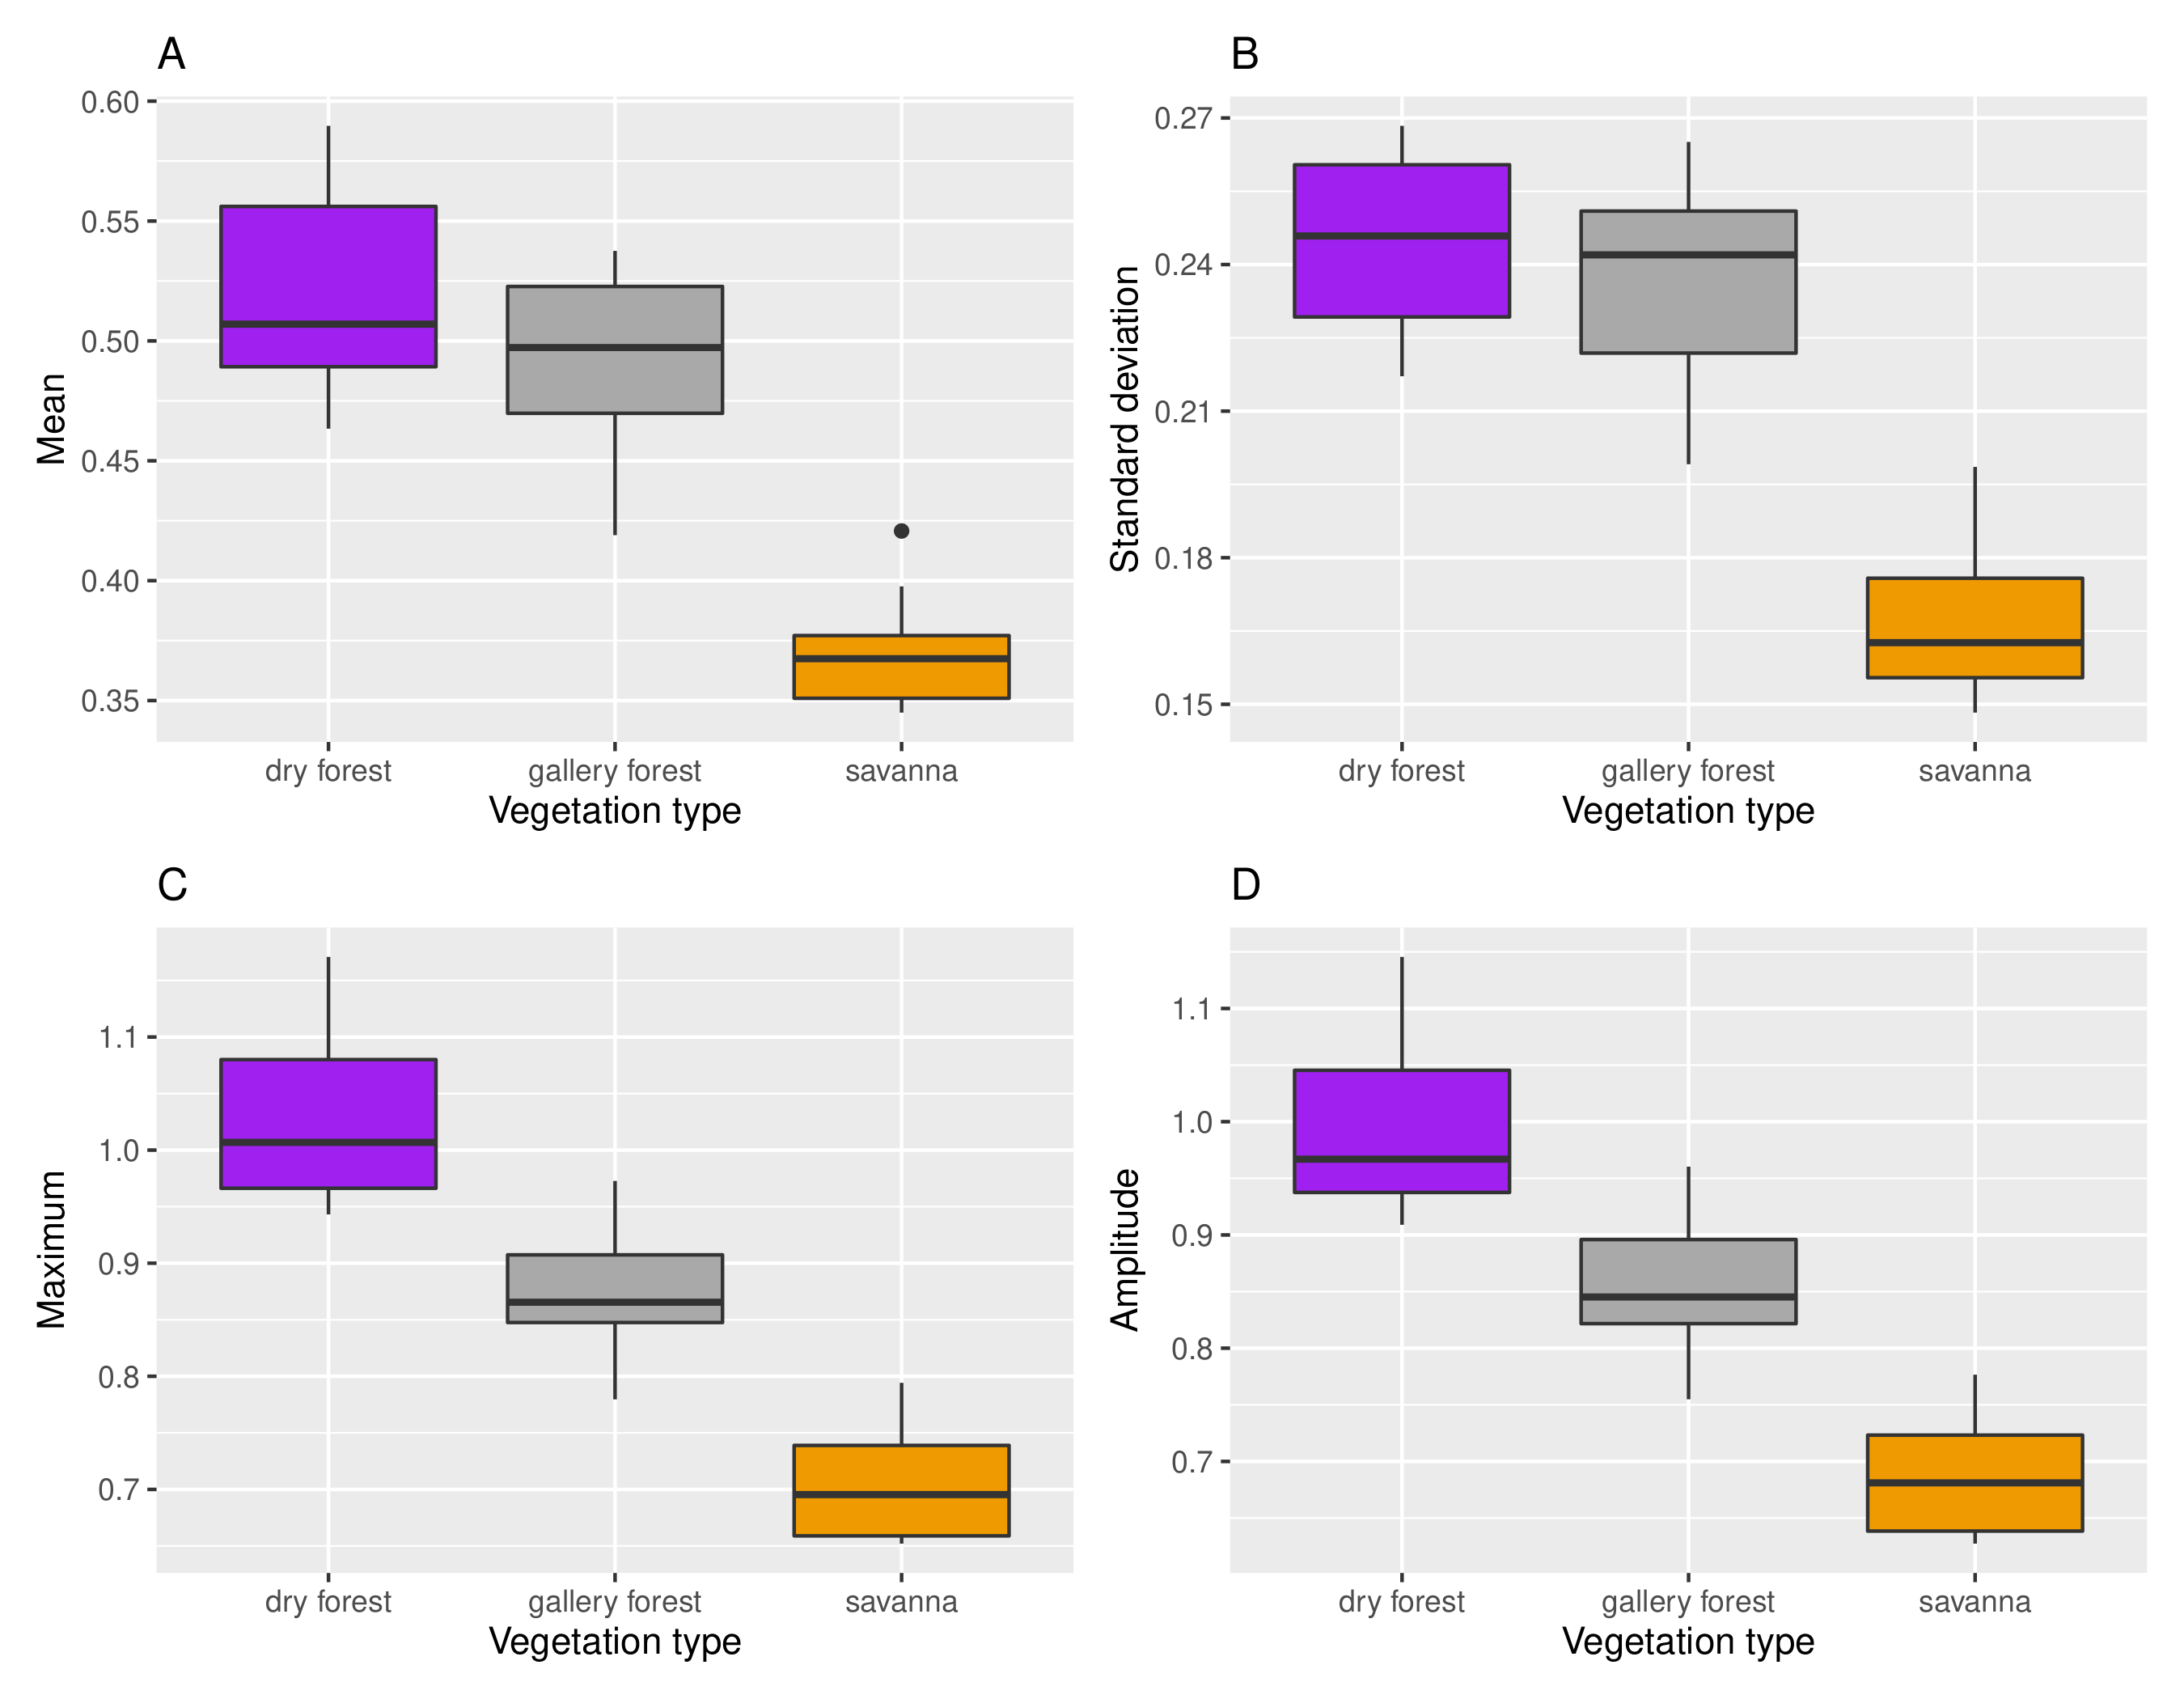 A
0.60
0.55
0.50
0.45
0.40
0.35
Mean
dry forest gallery forest savanna
Vegetation type
B
0.27
0.24
0.21
0.18
0.15
Standard deviation
dry forest gallery forest savanna
Vegetation type
C
1.1
1.0
0.9
0.8
0.7
Maximum
dry forest gallery forest savanna
Vegetation type
D
1.1
1.0
0.9
0.8
0.7
Amplitude
dry forest gallery forest savanna
Vegetation type